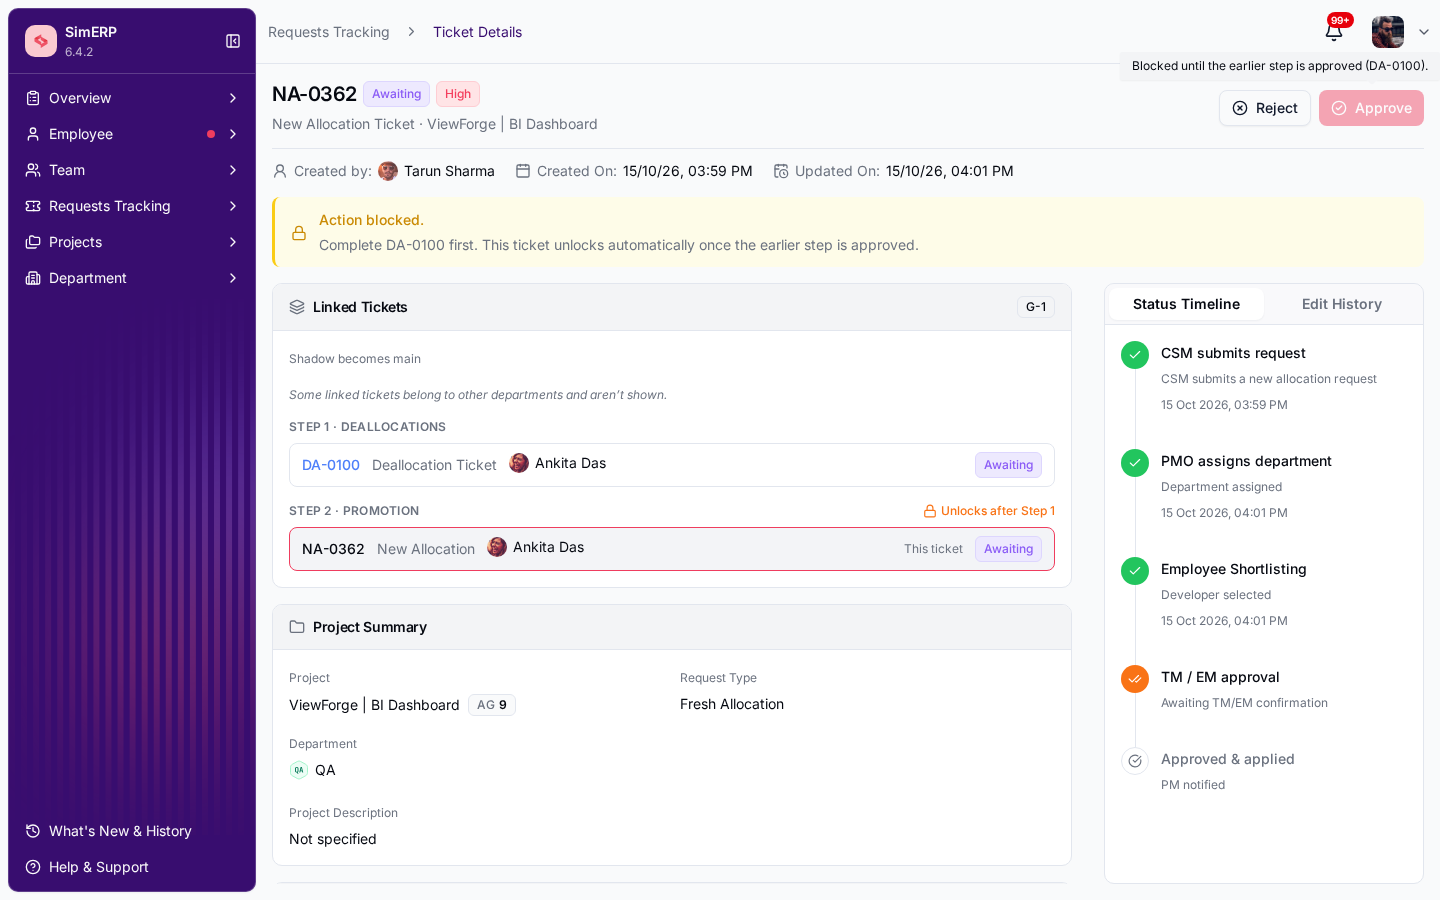 SimERP
6.4.2
Overview
Employee
Team
Requests Tracking
Projects
Department
What's New & History
Help & Support
Requests Tracking
Ticket Details
99+
Blocked until the earlier step is approved (DA-0100).
NA-0362 Awaiting High
New Allocation Ticket · ViewForge | BI Dashboard
Reject
Approve
Created by: Tarun Sharma
Created On: 15/10/26, 03:59 PM
Updated On: 15/10/26, 04:01 PM
Action blocked.
Complete DA-0100 first. This ticket unlocks automatically once the earlier step is approved.
Linked Tickets
G-1
Shadow becomes main
Some linked tickets belong to other departments and aren't shown.
STEP 1 · DEALLOCATIONS
DA-0100 Deallocation Ticket Ankita Das Awaiting
STEP 2 · PROMOTION
Unlocks after Step 1
NA-0362 New Allocation Ankita Das This ticket Awaiting
Project Summary
Project
ViewForge | BI Dashboard AG 9
Request Type
Fresh Allocation
Department
QA QA
Project Description
Not specified
Status Timeline
Edit History
CSM submits request
CSM submits a new allocation request
15 Oct 2026, 03:59 PM
PMO assigns department
Department assigned
15 Oct 2026, 04:01 PM
Employee Shortlisting
Developer selected
15 Oct 2026, 04:01 PM
TM / EM approval
Awaiting TM/EM confirmation
Approved & applied
PM notified